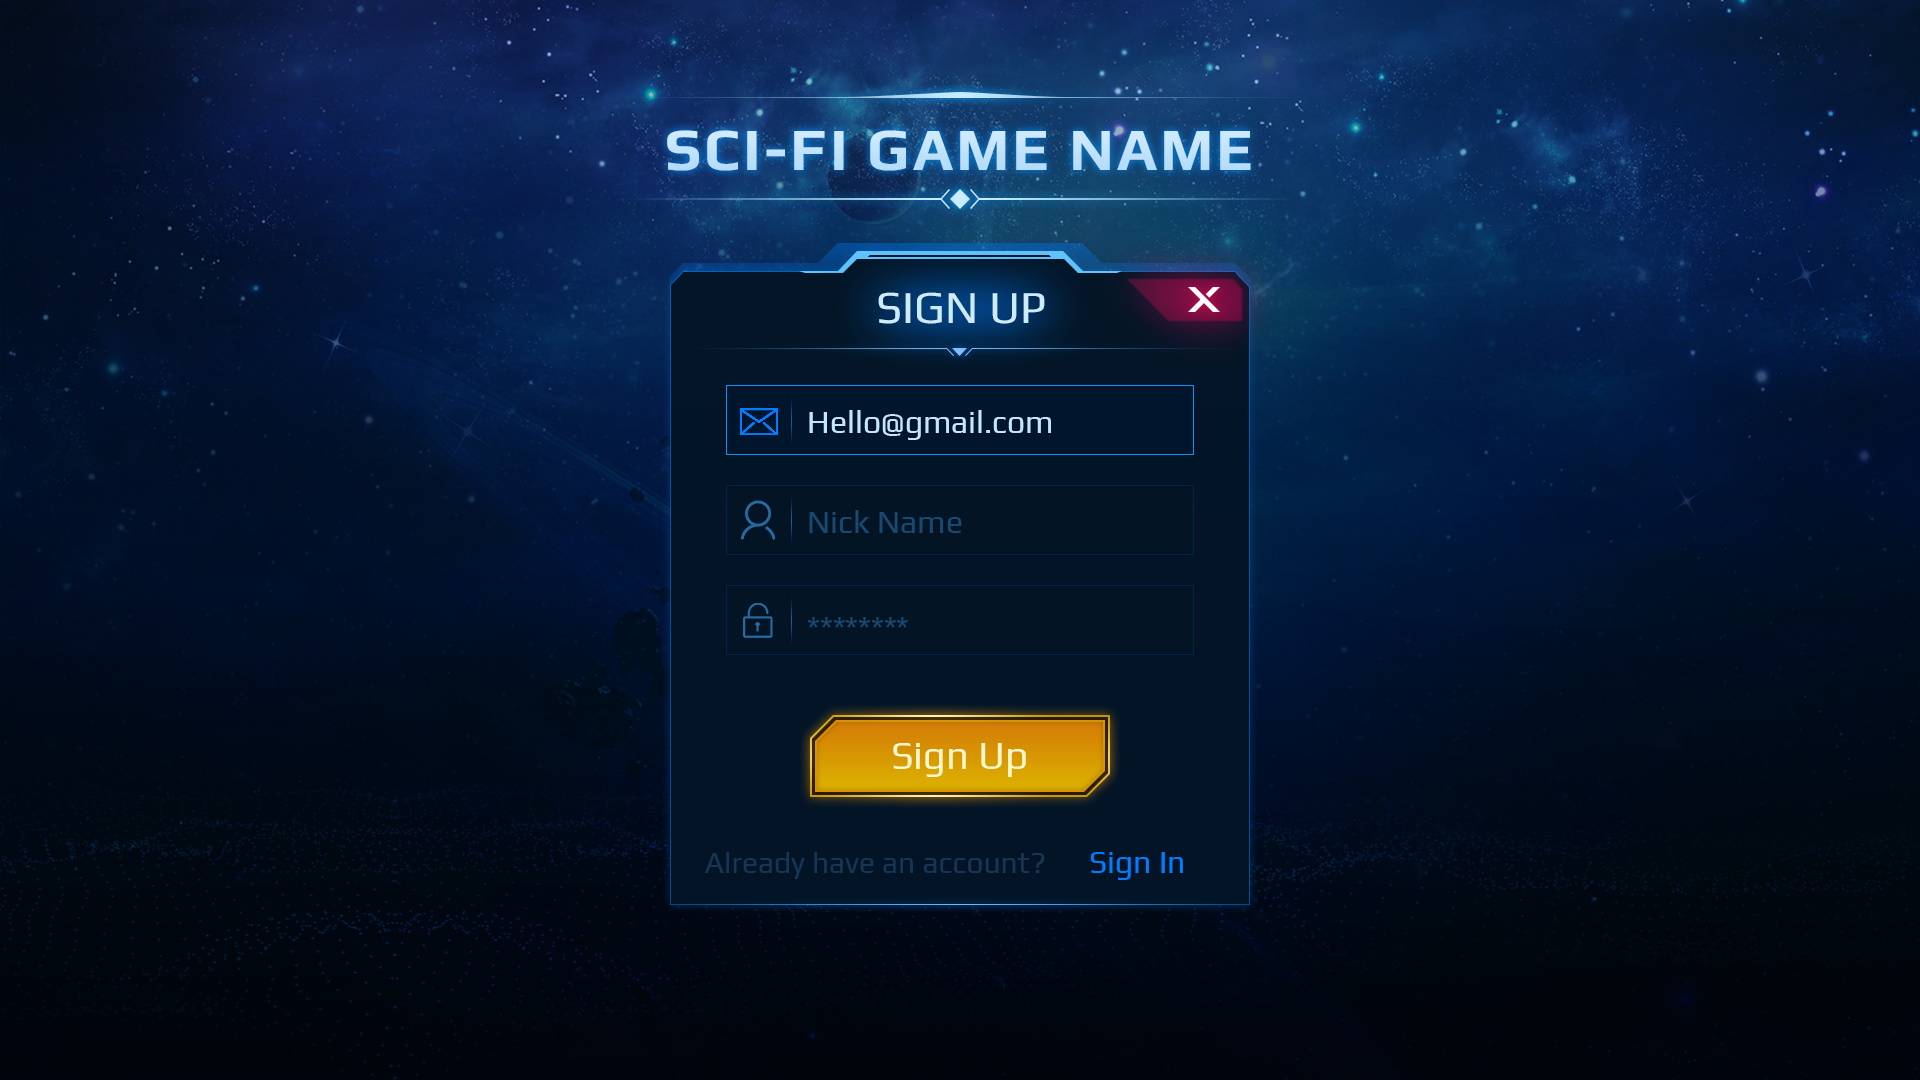 SCI-FI GAME NAME
SIGN UP
X
Hello@gmail.com
Nick Name
********
Sign Up
Already have an account? Sign In